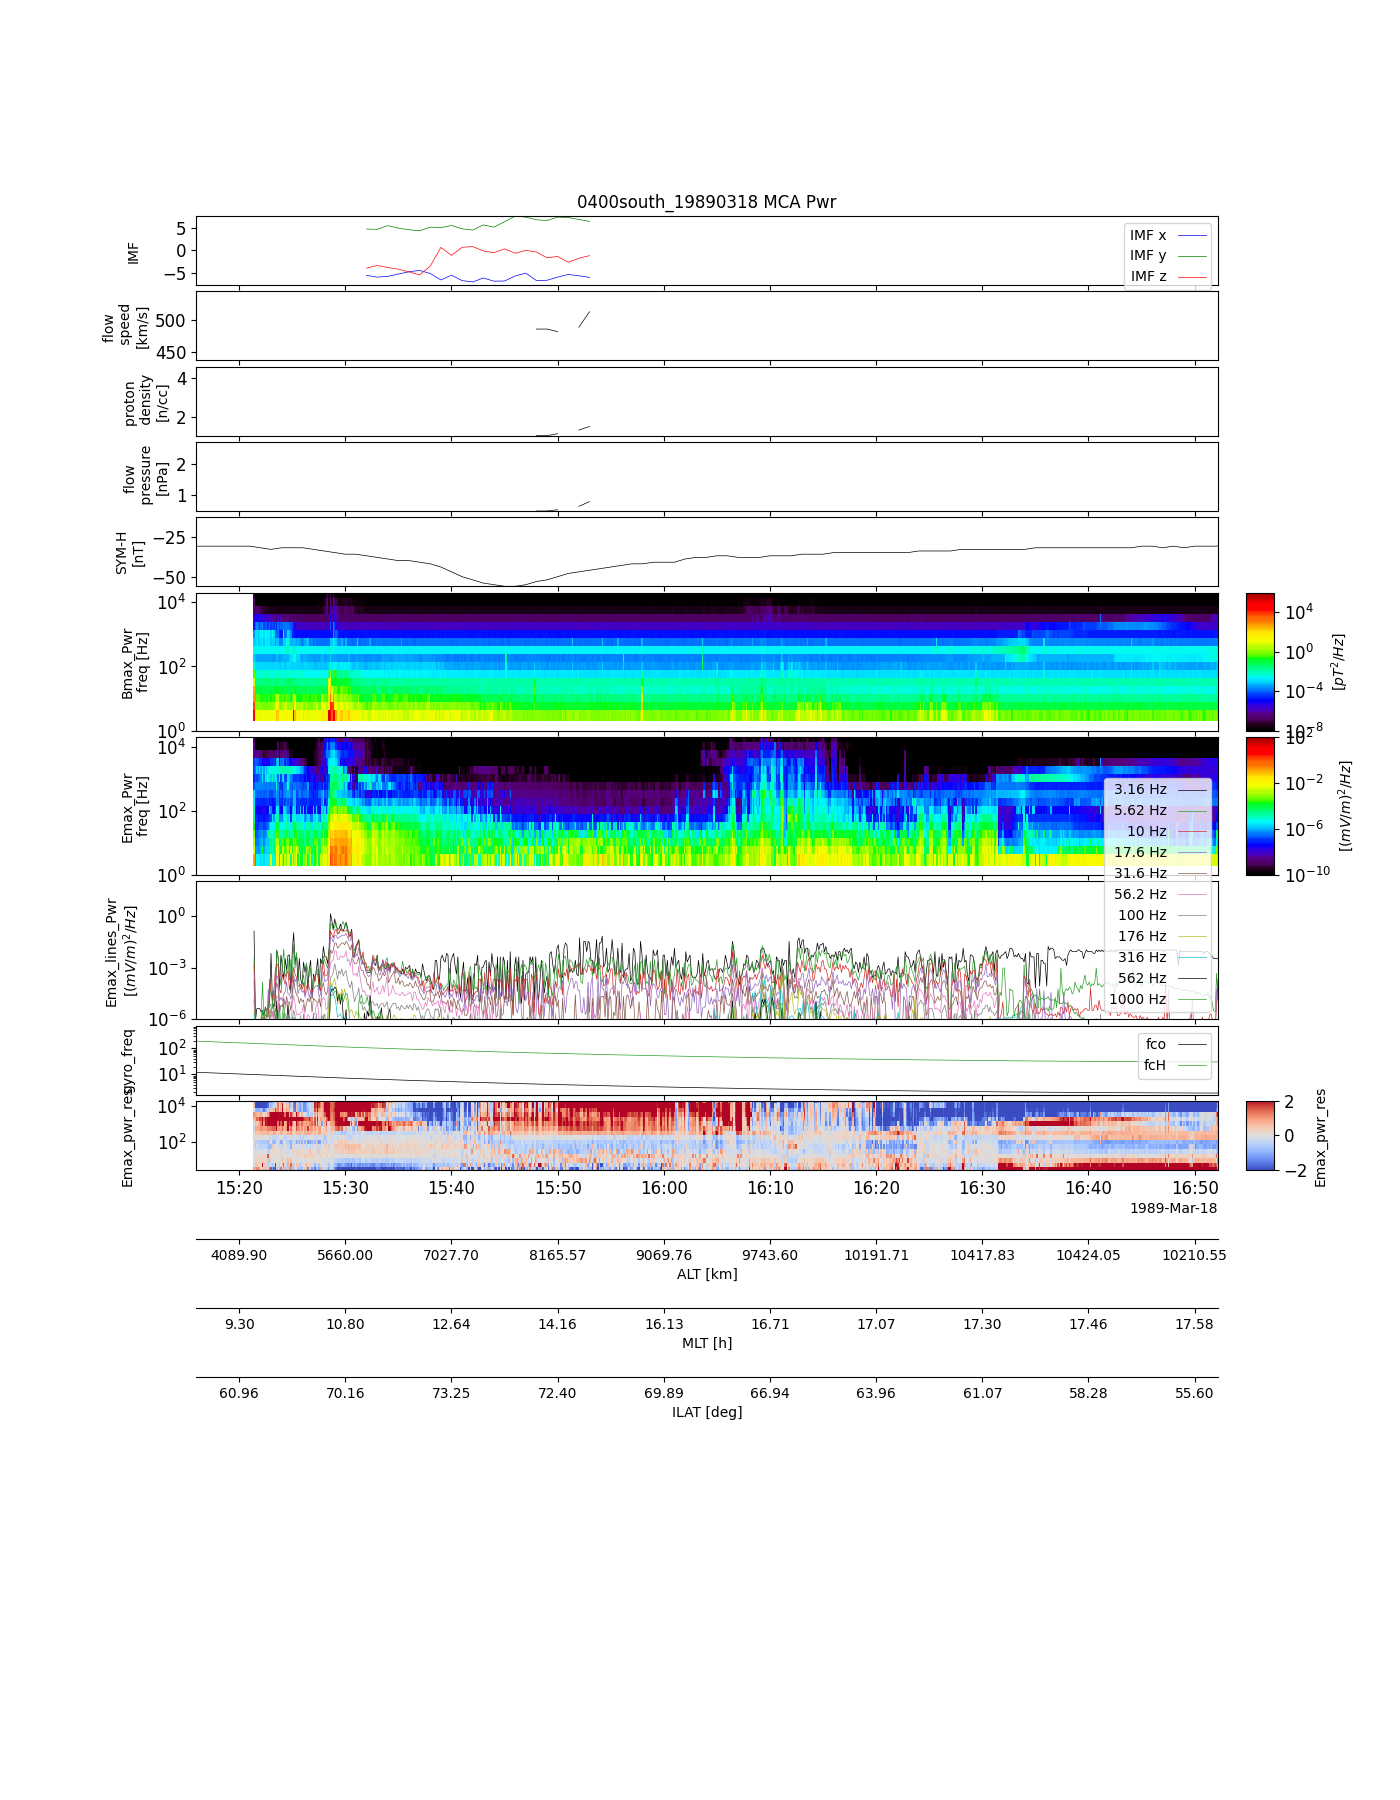 0400south_19890318 MCA Pwr
IMF
5
0
−5
IMF x
IMF y
IMF z
flow
speed
[km/s]
500
450
proton
density
[n/cc]
4
2
flow
pressure
[nPa]
2
1
SYM-H
[nT]
−25
−50
Bmax_Pwr
freq [Hz]
10^4
10^2
10^0
10^4
10^0
10^−4
10^−8
[pT^2/Hz]
Emax_Pwr
freq [Hz]
10^4
10^2
10^0
10^2
10^−2
10^−6
10^−10
[(mV/m)^2/Hz]
3.16 Hz
5.62 Hz
10 Hz
17.6 Hz
31.6 Hz
56.2 Hz
100 Hz
176 Hz
316 Hz
562 Hz
1000 Hz
Emax_lines_Pwr
[(mV/m)^2/Hz]
10^0
10^−3
10^−6
gyro_freq
10^2
10^1
fco
fcH
Emax_pwr_res
10^4
10^2
2
0
−2
Emax_pwr_res
15:20 15:30 15:40 15:50 16:00 16:10 16:20 16:30 16:40 16:50
1989-Mar-18
4089.90 5660.00 7027.70 8165.57 9069.76 9743.60 10191.71 10417.83 10424.05 10210.55
ALT [km]
9.30 10.80 12.64 14.16 16.13 16.71 17.07 17.30 17.46 17.58
MLT [h]
60.96 70.16 73.25 72.40 69.89 66.94 63.96 61.07 58.28 55.60
ILAT [deg]